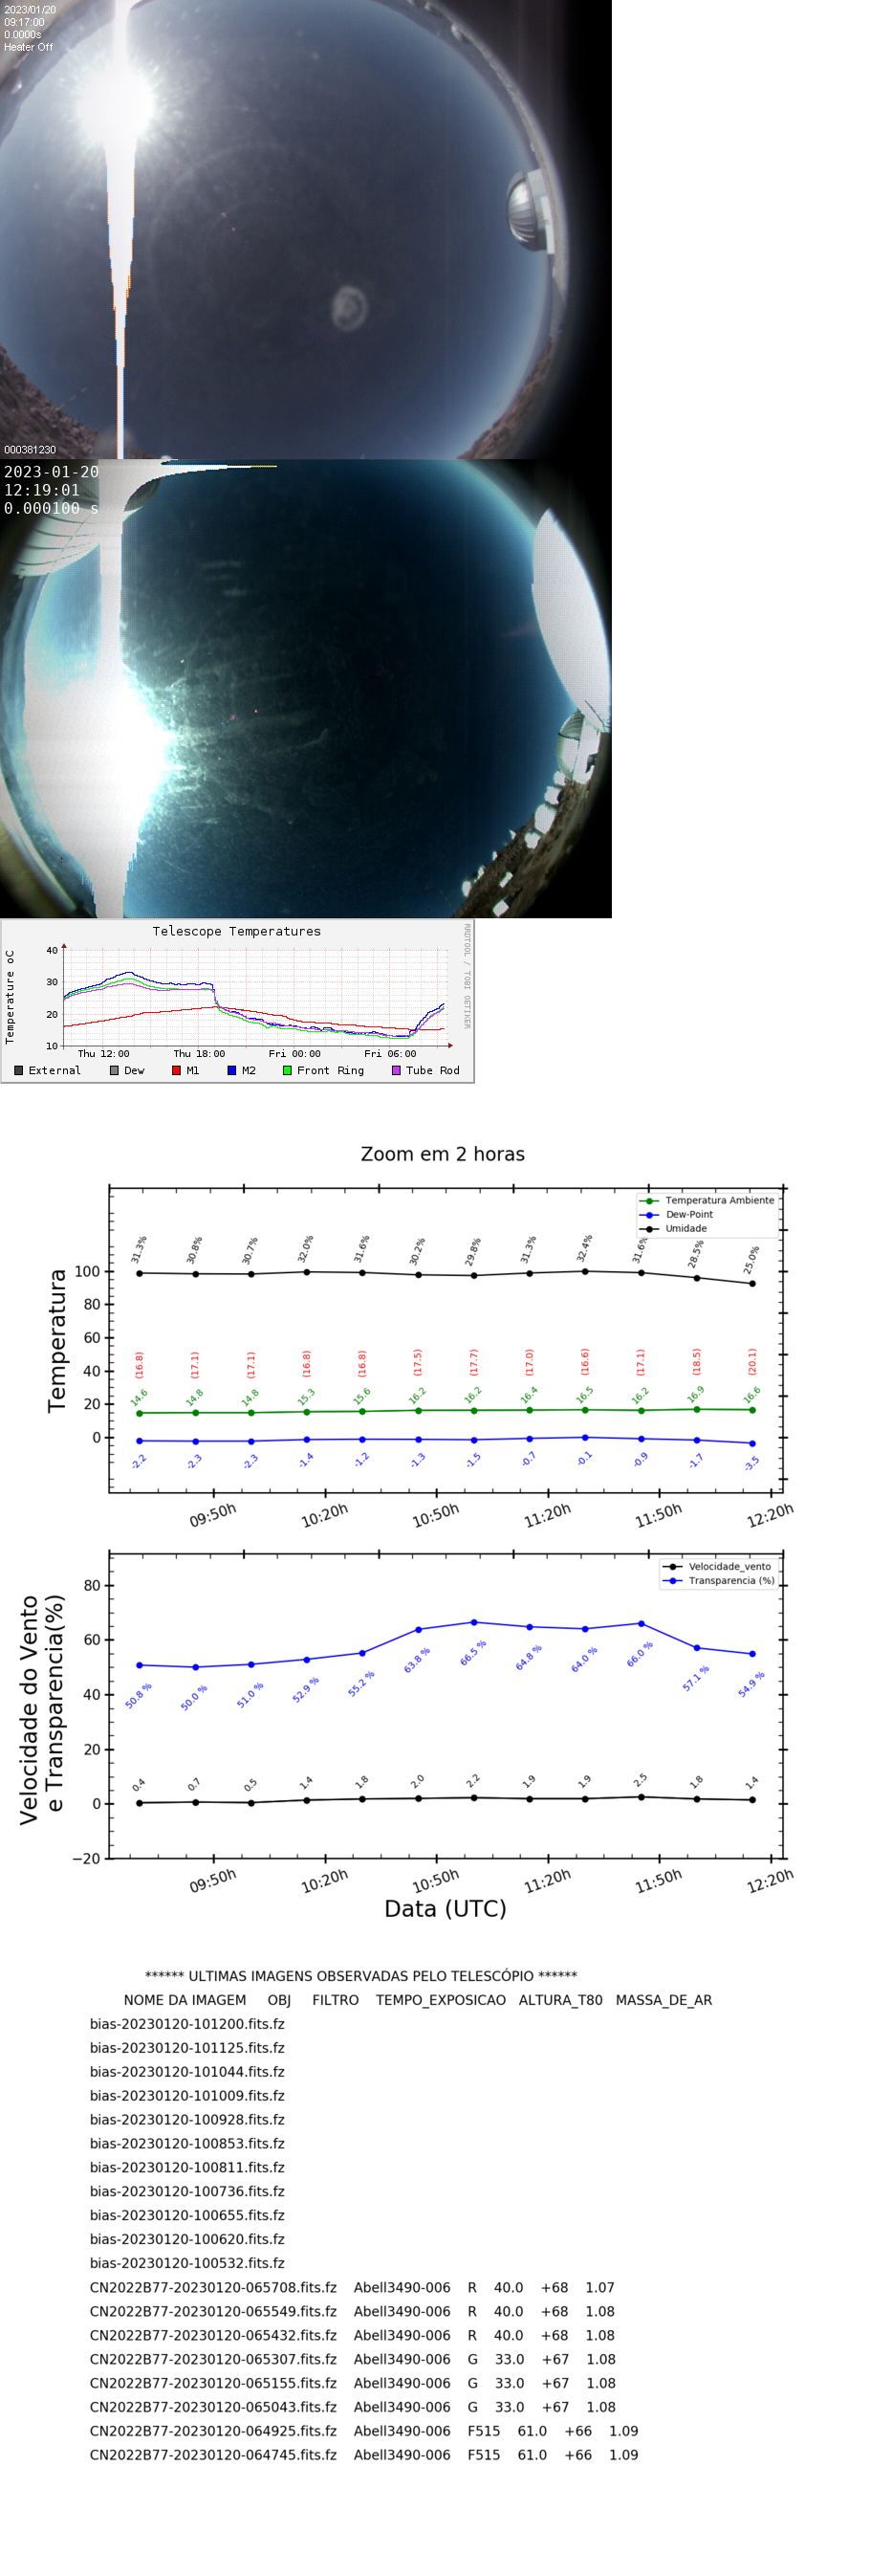 2023/01/20
09:17:00
0.0000s
Heater Off
000381230
2023-01-20
12:19:01
0.000100 s
Telescope Temperatures
RRDTOOL / TOBI OETIKER
Temperature oC
40
30
20
10
Thu 12:00 Thu 18:00 Fri 00:00 Fri 06:00
External Dew M1 M2 Front Ring Tube Rod
Zoom em 2 horas
Temperatura Ambiente
Dew-Point
Umidade
31.3% 30.8% 30.7% 32.0% 31.6% 30.2% 29.8% 31.3% 32.4% 31.6% 28.5% 25.0%
Temperatura
100
80
60
40
20
0
(16.8) (17.1) (17.1) (16.8) (16.8) (17.5) (17.7) (17.0) (16.6) (17.1) (18.5) (20.1)
14.6 14.8 14.8 15.3 15.6 16.2 16.2 16.4 16.5 16.2 16.9 16.6
-2.2 -2.3 -2.3 -1.4 -1.2 -1.3 -1.5 -0.7 -0.1 -0.9 -1.7 -3.5
09:50h 10:20h 10:50h 11:20h 11:50h 12:20h
Velocidade_vento
Transparencia (%)
Velocidade do Vento
e Transparencia(%)
80
60
40
20
0
−20
50.8 % 50.0 % 51.0 % 52.9 % 55.2 % 63.8 % 66.5 % 64.8 % 64.0 % 66.0 % 57.1 % 54.9 %
0.4 0.7 0.5 1.4 1.8 2.0 2.2 1.9 1.9 2.5 1.8 1.4
09:50h 10:20h 10:50h 11:20h 11:50h 12:20h
Data (UTC)
****** ULTIMAS IMAGENS OBSERVADAS PELO TELESCÓPIO ******
NOME DA IMAGEM OBJ FILTRO TEMPO_EXPOSICAO ALTURA_T80 MASSA_DE_AR
bias-20230120-101200.fits.fz
bias-20230120-101125.fits.fz
bias-20230120-101044.fits.fz
bias-20230120-101009.fits.fz
bias-20230120-100928.fits.fz
bias-20230120-100853.fits.fz
bias-20230120-100811.fits.fz
bias-20230120-100736.fits.fz
bias-20230120-100655.fits.fz
bias-20230120-100620.fits.fz
bias-20230120-100532.fits.fz
CN2022B77-20230120-065708.fits.fz Abell3490-006 R 40.0 +68 1.07
CN2022B77-20230120-065549.fits.fz Abell3490-006 R 40.0 +68 1.08
CN2022B77-20230120-065432.fits.fz Abell3490-006 R 40.0 +68 1.08
CN2022B77-20230120-065307.fits.fz Abell3490-006 G 33.0 +67 1.08
CN2022B77-20230120-065155.fits.fz Abell3490-006 G 33.0 +67 1.08
CN2022B77-20230120-065043.fits.fz Abell3490-006 G 33.0 +67 1.08
CN2022B77-20230120-064925.fits.fz Abell3490-006 F515 61.0 +66 1.09
CN2022B77-20230120-064745.fits.fz Abell3490-006 F515 61.0 +66 1.09